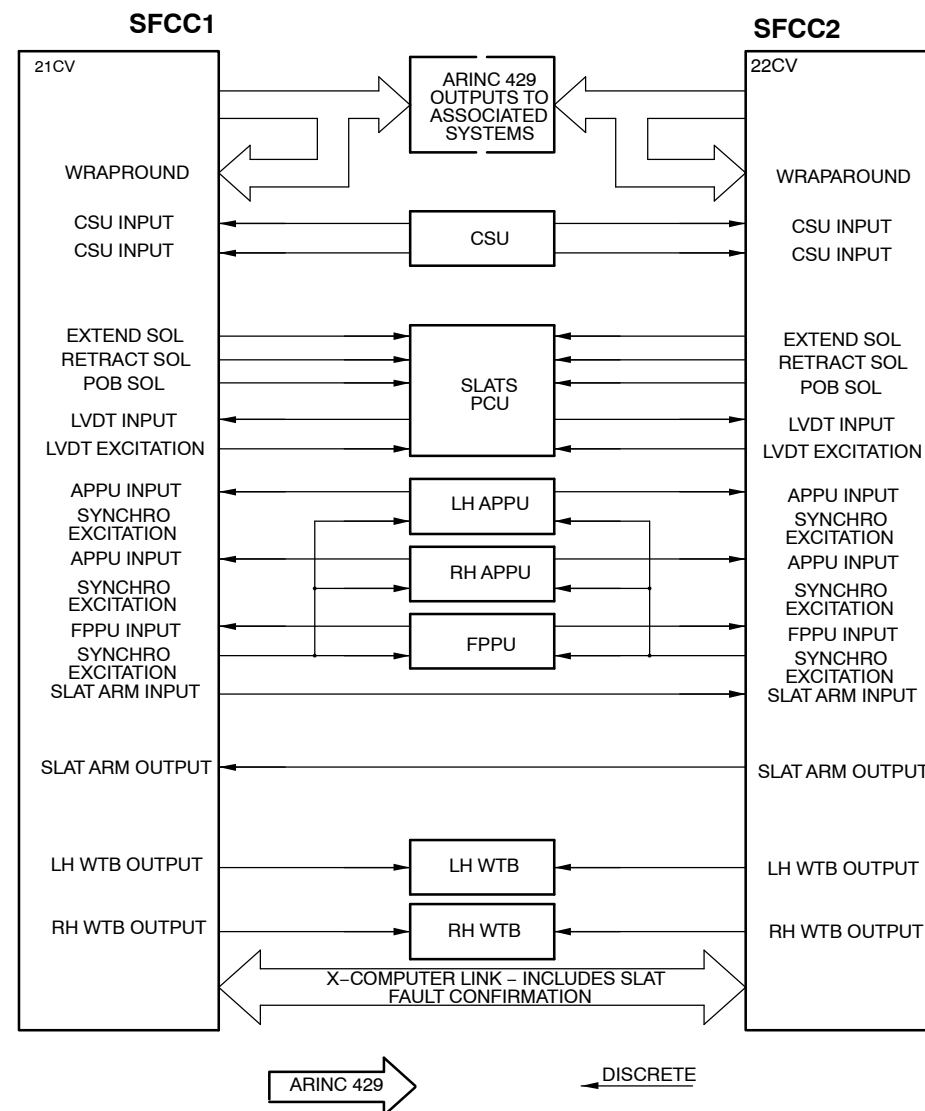 SFCC1
SFCC2
21CV
22CV
ARINC 429
OUTPUTS TO
ASSOCIATED
SYSTEMS
WRAPROUND
WRAPAROUND
CSU INPUT
CSU INPUT
CSU
CSU INPUT
CSU INPUT
EXTEND SOL
RETRACT SOL
POB SOL
LVDT INPUT
LVDT EXCITATION
SLATS
PCU
EXTEND SOL
RETRACT SOL
POB SOL
LVDT INPUT
LVDT EXCITATION
APPU INPUT
SYNCHRO
EXCITATION
APPU INPUT
SYNCHRO
EXCITATION
FPPU INPUT
SYNCHRO
EXCITATION
SLAT ARM INPUT
LH APPU
RH APPU
FPPU
APPU INPUT
SYNCHRO
EXCITATION
APPU INPUT
SYNCHRO
EXCITATION
FPPU INPUT
SYNCHRO
EXCITATION
SLAT ARM INPUT
SLAT ARM OUTPUT
SLAT ARM OUTPUT
LH WTB OUTPUT
LH WTB
LH WTB OUTPUT
RH WTB OUTPUT
RH WTB
RH WTB OUTPUT
X–COMPUTER LINK – INCLUDES SLAT
FAULT CONFIRMATION
ARINC 429
DISCRETE